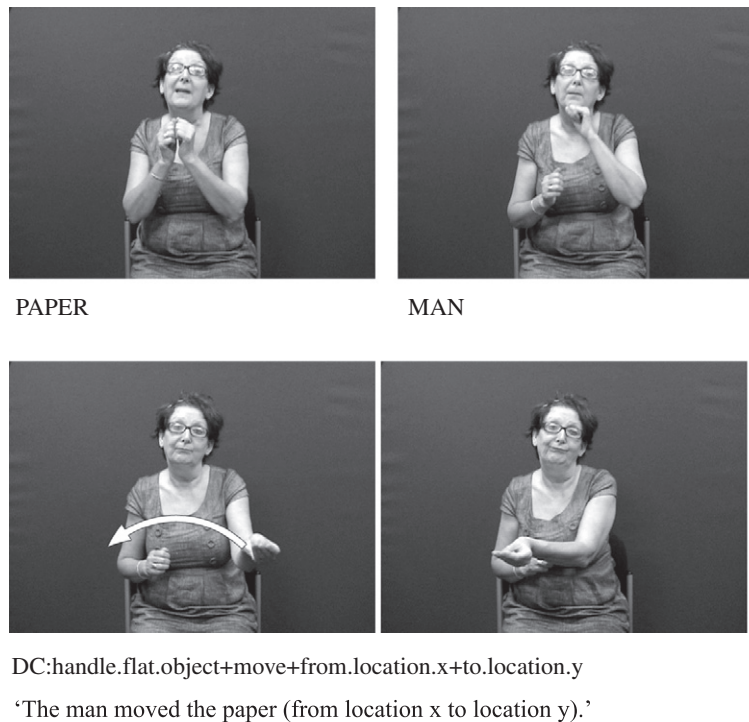 PAPER
MAN
DC:handle.flat.object+move+from.location.x+to.location.y
‘The man moved the paper (from location x to location y).’